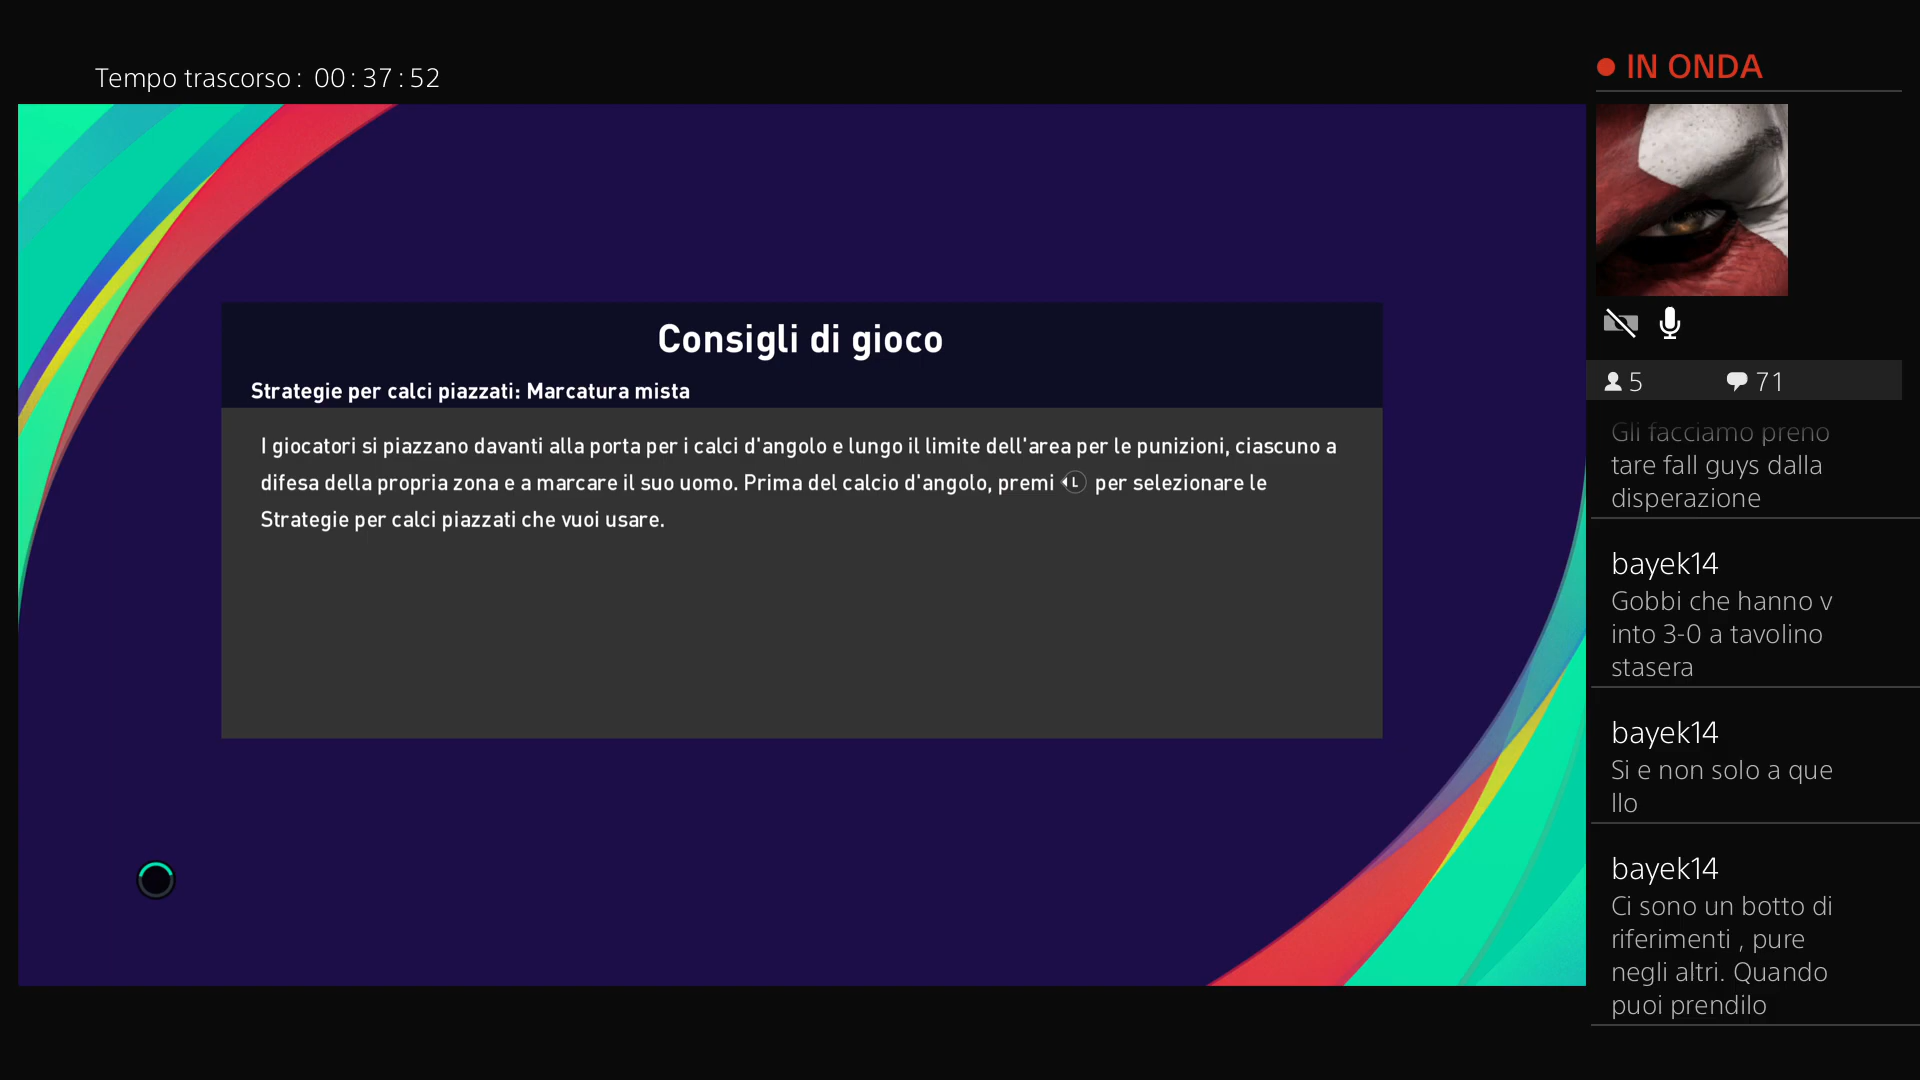 Tempo trascorso: 00:37:52
IN ONDA
5 71
Consigli di gioco
Strategie per calci piazzati: Marcatura mista
I giocatori si piazzano davanti alla porta per i calci d'angolo e lungo il limite dell'area per le punizioni, ciascuno a
difesa della propria zona e a marcare il suo uomo. Prima del calcio d'angolo, premi L per selezionare le
Strategie per calci piazzati che vuoi usare.
Gli facciamo preno
tare fall guys dalla
disperazione
bayek14
Gobbi che hanno v
into 3-0 a tavolino
stasera
bayek14
Si e non solo a que
llo
bayek14
Ci sono un botto di
riferimenti , pure
negli altri. Quando
puoi prendilo